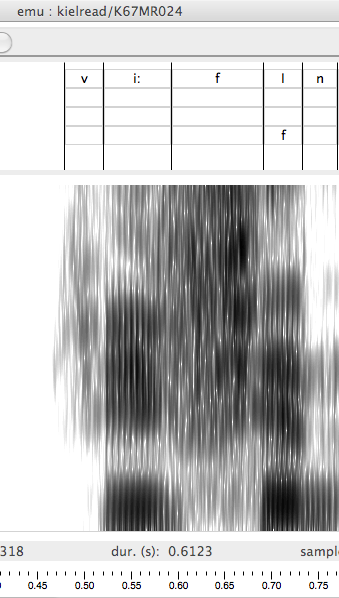 emu : kielread/K67MR024
v i: f I n
f
318 dur. (s): 0.6123 sampl
0.45 0.50 0.55 0.60 0.65 0.70 0.75